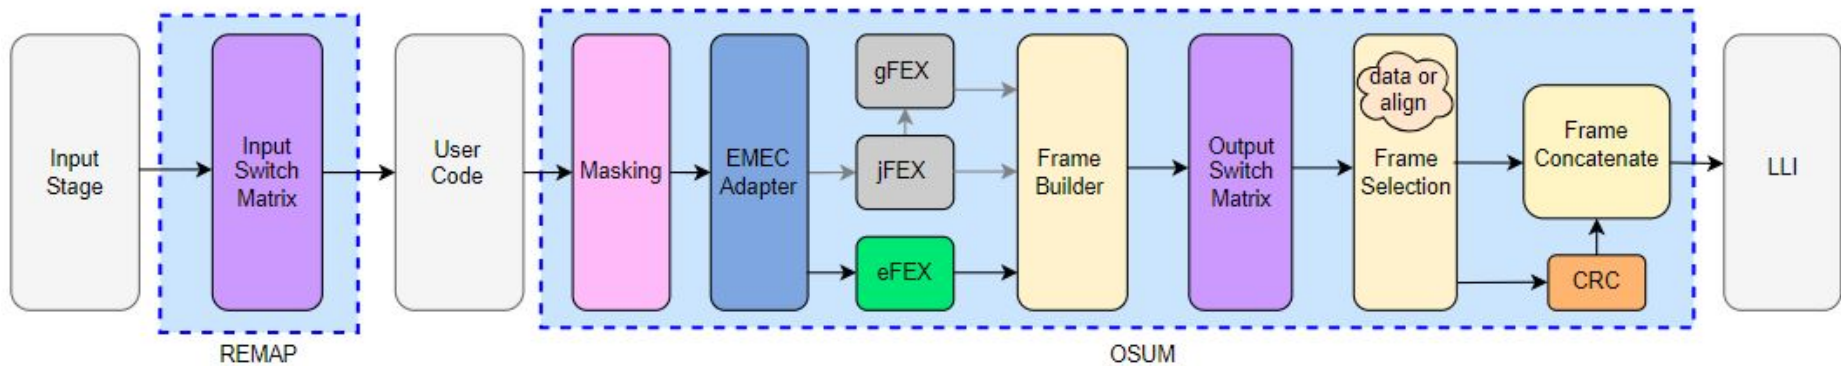 Input
Stage
Input
Switch
Matrix
REMAP
User
Code
Masking
EMEC
Adapter
gFEX
jFEX
eFEX
Frame
Builder
Output
Switch
Matrix
data or
align
Frame
Selection
Frame
Concatenate
CRC
OSUM
LLI